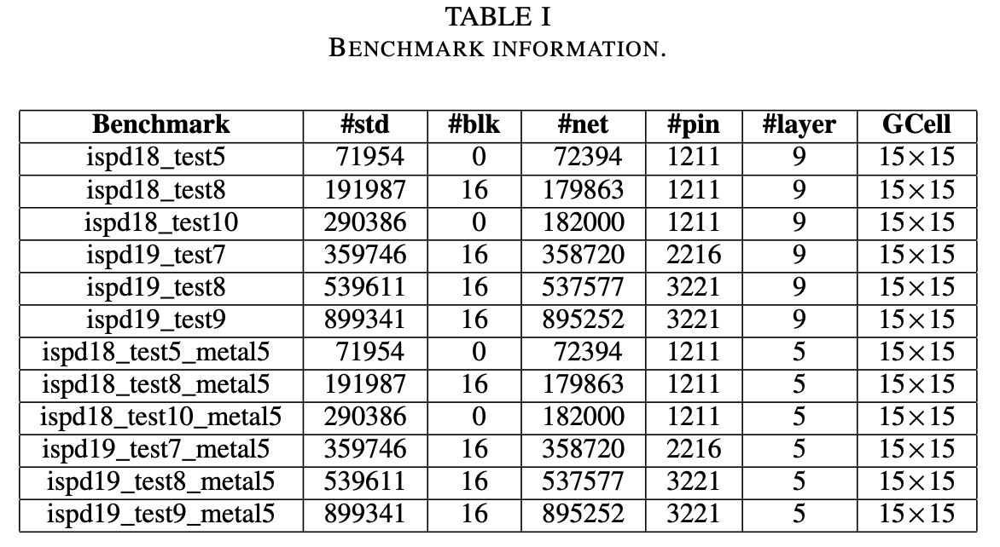 TABLE I
BENCHMARK INFORMATION.
Benchmark #std #blk #net #pin #layer GCell
ispd18_test5 71954 0 72394 1211 9 15×15
ispd18_test8 191987 16 179863 1211 9 15×15
ispd18_test10 290386 0 182000 1211 9 15×15
ispd19_test7 359746 16 358720 2216 9 15×15
ispd19_test8 539611 16 537577 3221 9 15×15
ispd19_test9 899341 16 895252 3221 9 15×15
ispd18_test5_metal5 71954 0 72394 1211 5 15×15
ispd18_test8_metal5 191987 16 179863 1211 5 15×15
ispd18_test10_metal5 290386 0 182000 1211 5 15×15
ispd19_test7_metal5 359746 16 358720 2216 5 15×15
ispd19_test8_metal5 539611 16 537577 3221 5 15×15
ispd19_test9_metal5 899341 16 895252 3221 5 15×15